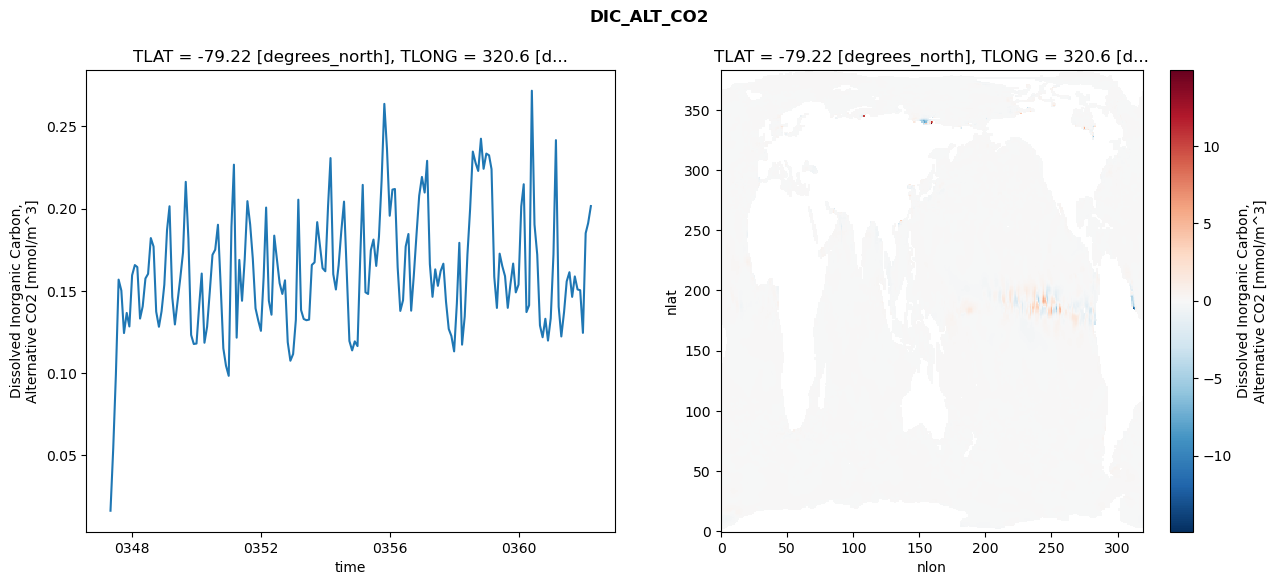 DIC_ALT_CO2
TLAT = -79.22 [degrees_north], TLONG = 320.6 [d...
Dissolved Inorganic Carbon,
Alternative CO2 [mmol/m^3]
0.25
0.20
0.15
0.10
0.05
0348
0352
0356
0360
time
TLAT = -79.22 [degrees_north], TLONG = 320.6 [d...
nlat
350
300
250
200
150
100
50
0
0
50
100
150
200
250
300
nlon
10
5
0
−5
−10
Dissolved Inorganic Carbon,
Alternative CO2 [mmol/m^3]